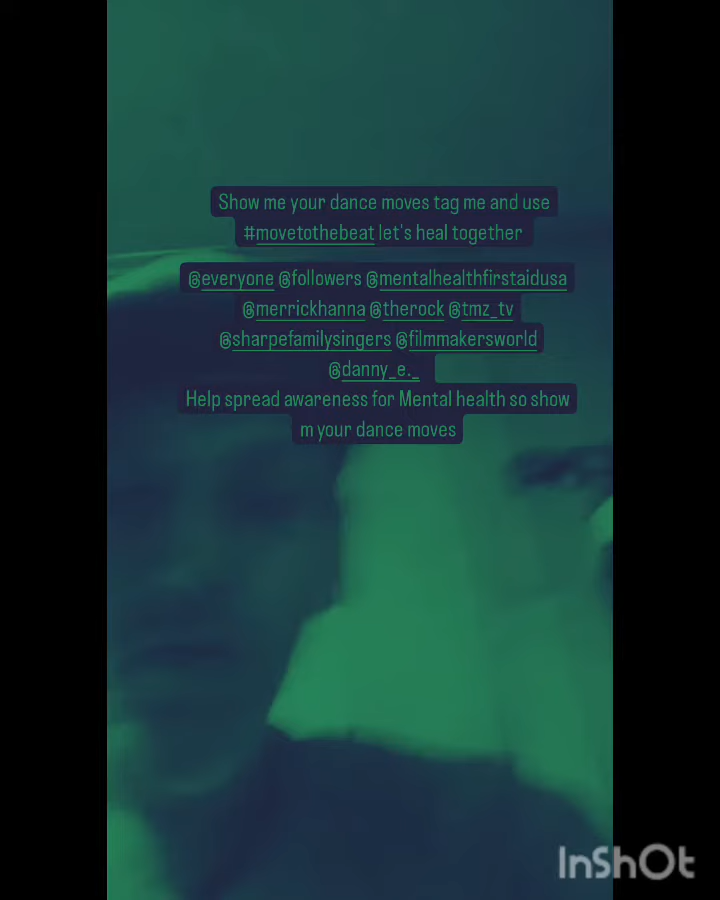 Show me your dance moves tag me and use
#movetothebeat let's heal together
@everyone @followers @mentalhealthfirstaidusa
@merrickhanna @therock @tmz_tv
@sharpefamilysingers @filmmakersworld
@danny_e._
Help spread awareness for Mental health so show
m your dance moves
InShOt